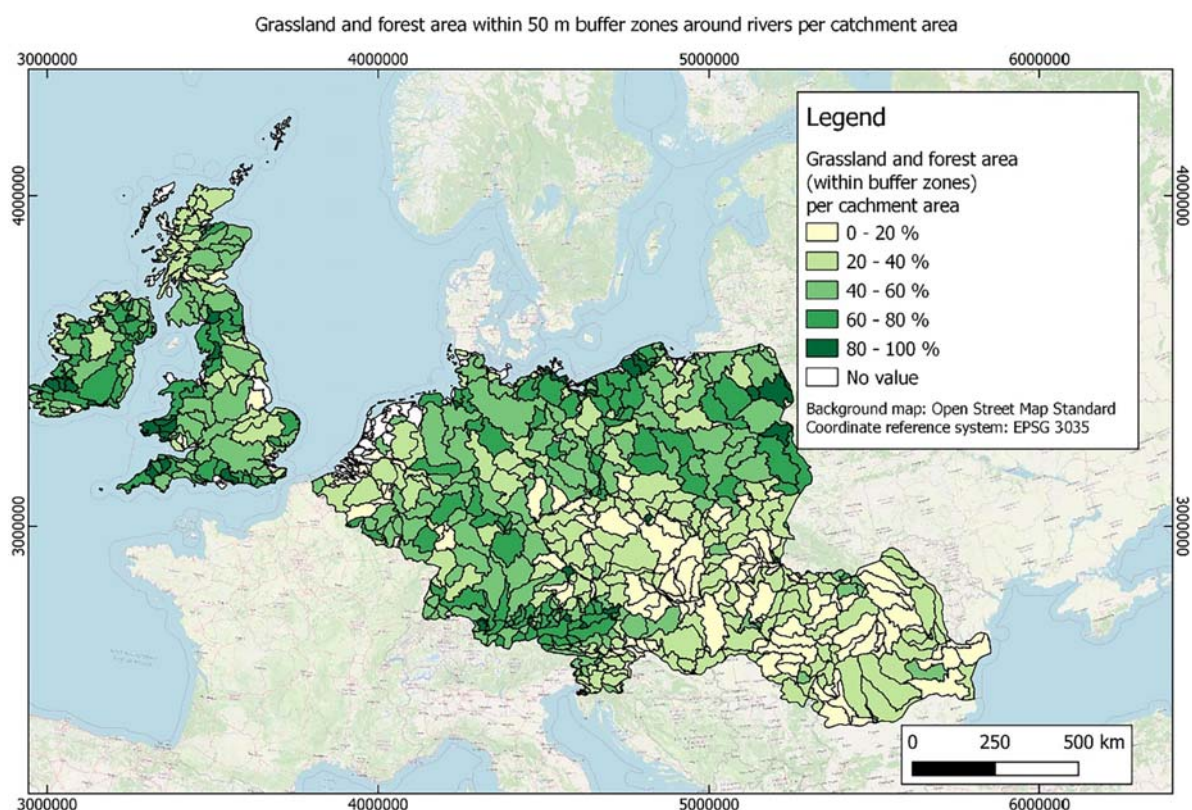 Grassland and forest area within 50 m buffer zones around rivers per catchment area
3000000 4000000 5000000 6000000
4000000 4000000
3000000 3000000
Legend
Grassland and forest area
(within buffer zones)
per cachment area
0 - 20 %
20 - 40 %
40 - 60 %
60 - 80 %
80 - 100 %
No value
Background map: Open Street Map Standard
Coordinate reference system: EPSG 3035
0 250 500 km
3000000 4000000 5000000 6000000